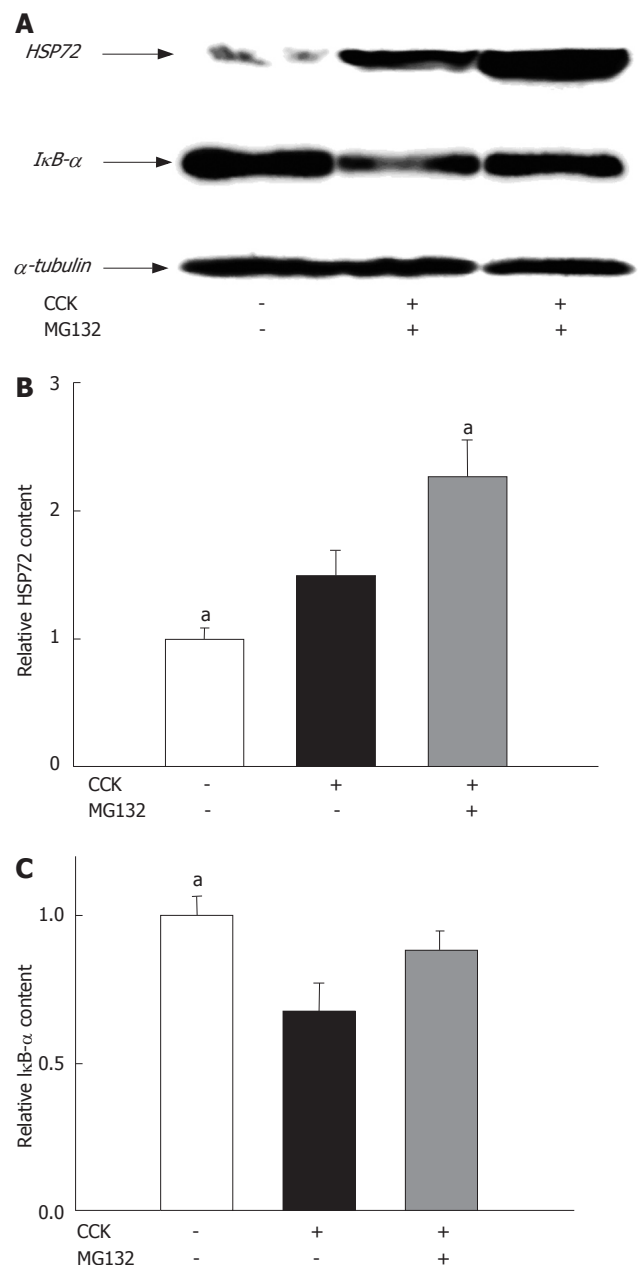 A
HSP72
IκB-α
α-tubulin
CCK - + +
MG132 - + +
B
3
2
1
0
Relative HSP72 content
a
a
CCK - + +
MG132 - - +
C
1.0
0.5
0.0
Relative IκB-α content
a
CCK - + +
MG132 - - +